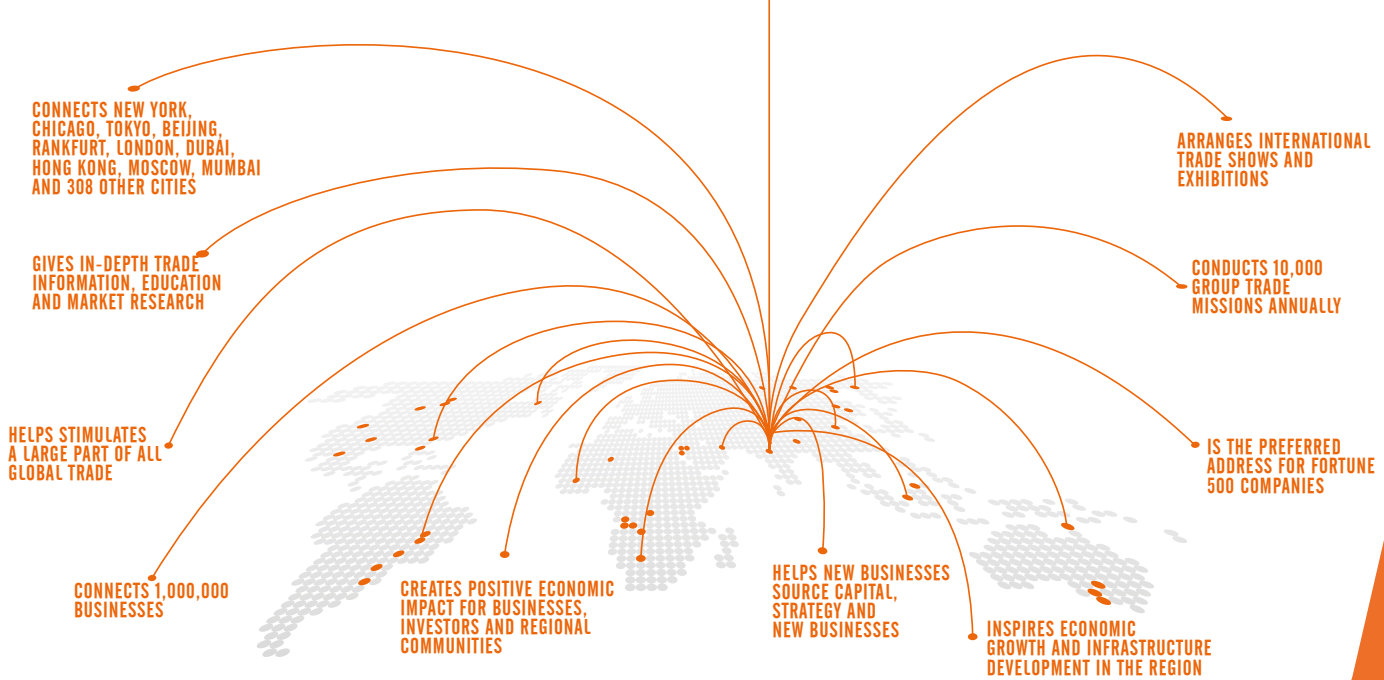 CONNECTS NEW YORK,
CHICAGO, TOKYO, BEIJING,
RANKFURT, LONDON, DUBAI,
HONG KONG, MOSCOW, MUMBAI
AND 308 OTHER CITIES
GIVES IN-DEPTH TRADE
INFORMATION, EDUCATION
AND MARKET RESEARCH
HELPS STIMULATES
A LARGE PART OF ALL
GLOBAL TRADE
CONNECTS 1,000,000
BUSINESSES
CREATES POSITIVE ECONOMIC
IMPACT FOR BUSINESSES,
INVESTORS AND REGIONAL
COMMUNITIES
HELPS NEW BUSINESSES
SOURCE CAPITAL,
STRATEGY AND
NEW BUSINESSES
INSPIRES ECONOMIC
GROWTH AND INFRASTRUCTURE
DEVELOPMENT IN THE REGION
IS THE PREFERRED
ADDRESS FOR FORTUNE
500 COMPANIES
CONDUCTS 10,000
GROUP TRADE
MISSIONS ANNUALLY
ARRANGES INTERNATIONAL
TRADE SHOWS AND
EXHIBITIONS